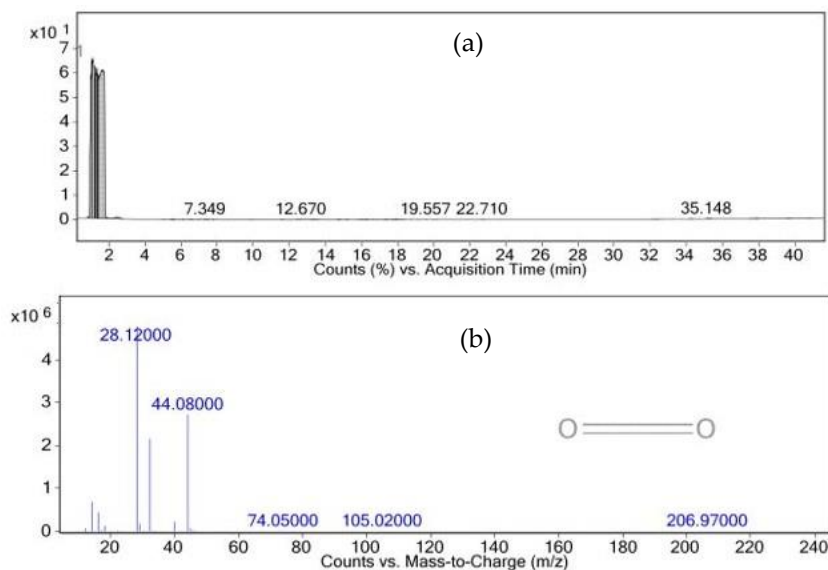 x10 1
(a)
7
6
5
4
3
2
1
0
7.349 12.670 19.557 22.710 35.148
2 4 6 8 10 12 14 16 18 20 22 24 26 28 30 32 34 36 38 40
Counts (%) vs. Acquisition Time (min)
x10 6
(b)
28.12000
4
44.08000
3
O O
2
1
74.05000 105.02000 206.97000
0
20 40 60 80 100 120 140 160 180 200 220 240
Counts vs. Mass-to-Charge (m/z)